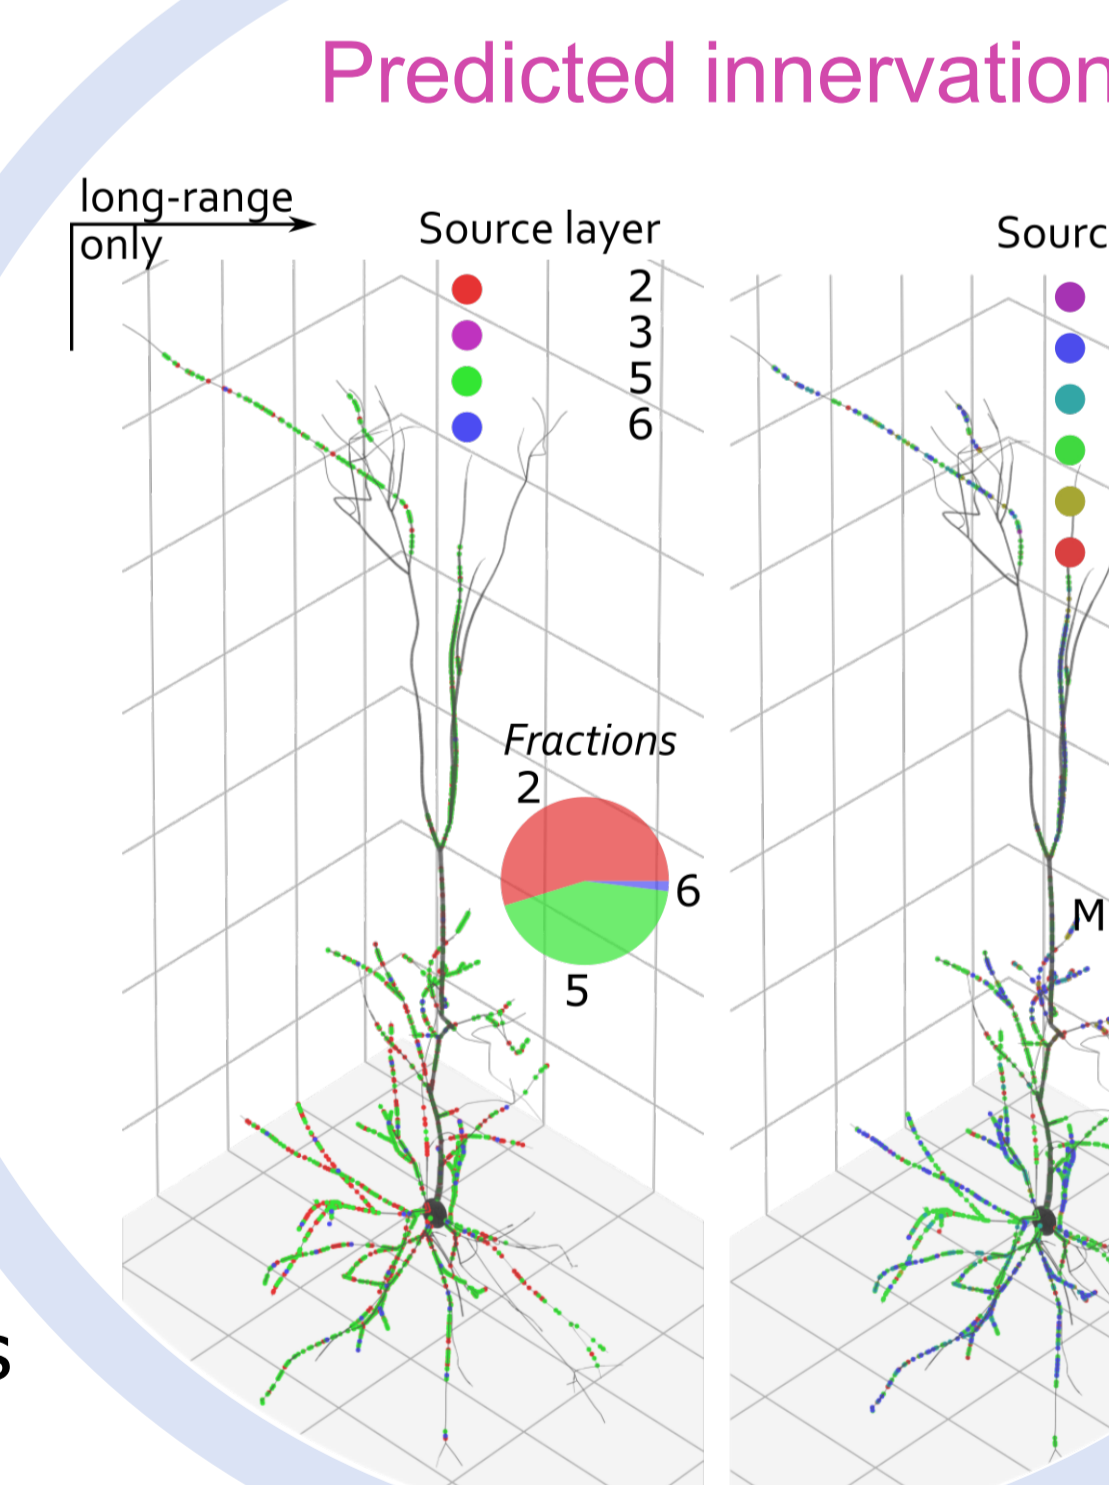 Predicted innervation
long-range
only
Source layer
2
3
5
6
Sourc
Fractions
2
6
5
M
s